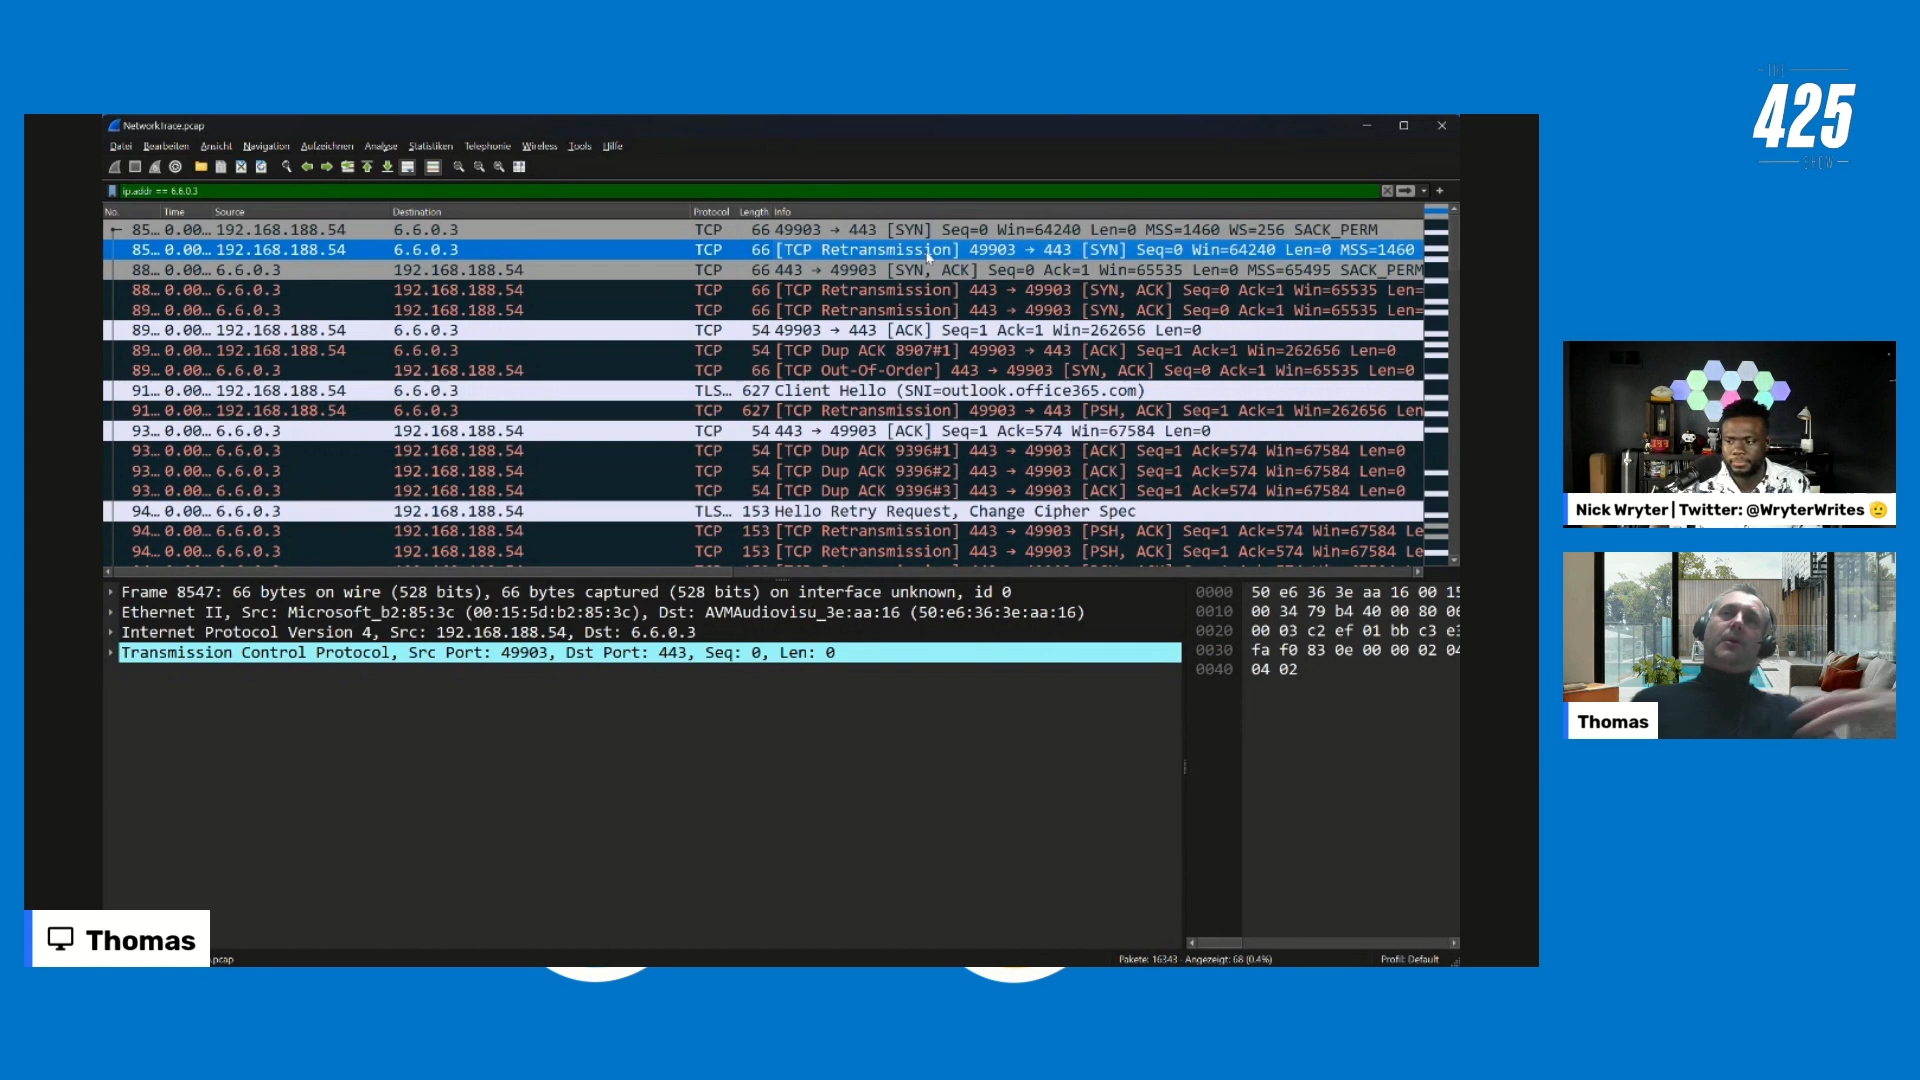 THE
425
SHOW
NetworkTrace.pcap
Datei Bearbeiten Ansicht Navigation Aufzeichnen Analyse Statistiken Telephonie Wireless Tools Hilfe
ip.addr == 6.6.0.3
No. Time Source Destination Protocol Length Info
85… 0.00… 192.168.188.54 6.6.0.3 TCP 66 49903 → 443 [SYN] Seq=0 Win=64240 Len=0 MSS=1460 WS=256 SACK_PERM
85… 0.00… 192.168.188.54 6.6.0.3 TCP 66 [TCP Retransmission] 49903 → 443 [SYN] Seq=0 Win=64240 Len=0 MSS=1460
88… 0.00… 6.6.0.3 192.168.188.54 TCP 66 443 → 49903 [SYN, ACK] Seq=0 Ack=1 Win=65535 Len=0 MSS=65495 SACK_PERM
88… 0.00… 6.6.0.3 192.168.188.54 TCP 66 [TCP Retransmission] 443 → 49903 [SYN, ACK] Seq=0 Ack=1 Win=65535 Len=
89… 0.00… 6.6.0.3 192.168.188.54 TCP 66 [TCP Retransmission] 443 → 49903 [SYN, ACK] Seq=0 Ack=1 Win=65535 Len=
89… 0.00… 192.168.188.54 6.6.0.3 TCP 54 49903 → 443 [ACK] Seq=1 Ack=1 Win=262656 Len=0
89… 0.00… 192.168.188.54 6.6.0.3 TCP 54 [TCP Dup ACK 8907#1] 49903 → 443 [ACK] Seq=1 Ack=1 Win=262656 Len=0
89… 0.00… 6.6.0.3 192.168.188.54 TCP 66 [TCP Out-Of-Order] 443 → 49903 [SYN, ACK] Seq=0 Ack=1 Win=65535 Len=0
91… 0.00… 192.168.188.54 6.6.0.3 TLS… 627 Client Hello (SNI=outlook.office365.com)
91… 0.00… 192.168.188.54 6.6.0.3 TCP 627 [TCP Retransmission] 49903 → 443 [PSH, ACK] Seq=1 Ack=1 Win=262656 Len
93… 0.00… 6.6.0.3 192.168.188.54 TCP 54 443 → 49903 [ACK] Seq=1 Ack=574 Win=67584 Len=0
93… 0.00… 6.6.0.3 192.168.188.54 TCP 54 [TCP Dup ACK 9396#1] 443 → 49903 [ACK] Seq=1 Ack=574 Win=67584 Len=0
93… 0.00… 6.6.0.3 192.168.188.54 TCP 54 [TCP Dup ACK 9396#2] 443 → 49903 [ACK] Seq=1 Ack=574 Win=67584 Len=0
93… 0.00… 6.6.0.3 192.168.188.54 TCP 54 [TCP Dup ACK 9396#3] 443 → 49903 [ACK] Seq=1 Ack=574 Win=67584 Len=0
94… 0.00… 6.6.0.3 192.168.188.54 TLS… 153 Hello Retry Request, Change Cipher Spec
94… 0.00… 6.6.0.3 192.168.188.54 TCP 153 [TCP Retransmission] 443 → 49903 [PSH, ACK] Seq=1 Ack=574 Win=67584 Le
94… 0.00… 6.6.0.3 192.168.188.54 TCP 153 [TCP Retransmission] 443 → 49903 [PSH, ACK] Seq=1 Ack=574 Win=67584 Le
Frame 8547: 66 bytes on wire (528 bits), 66 bytes captured (528 bits) on interface unknown, id 0
Ethernet II, Src: Microsoft_b2:85:3c (00:15:5d:b2:85:3c), Dst: AVMAudiovisu_3e:aa:16 (50:e6:36:3e:aa:16)
Internet Protocol Version 4, Src: 192.168.188.54, Dst: 6.6.0.3
Transmission Control Protocol, Src Port: 49903, Dst Port: 443, Seq: 0, Len: 0
0000 50 e6 36 3e aa 16 00 15
0010 00 34 79 b4 40 00 80 06
0020 00 03 c2 ef 01 bb c3 e3
0030 fa f0 83 0e 00 00 02 04
0040 04 02
Nick Wryter | Twitter: @WryterWrites 🫡
Thomas
Thomas
.pcap
Pakete: 16343 · Angezeigt: 68 (0.4%)
Profil: Default